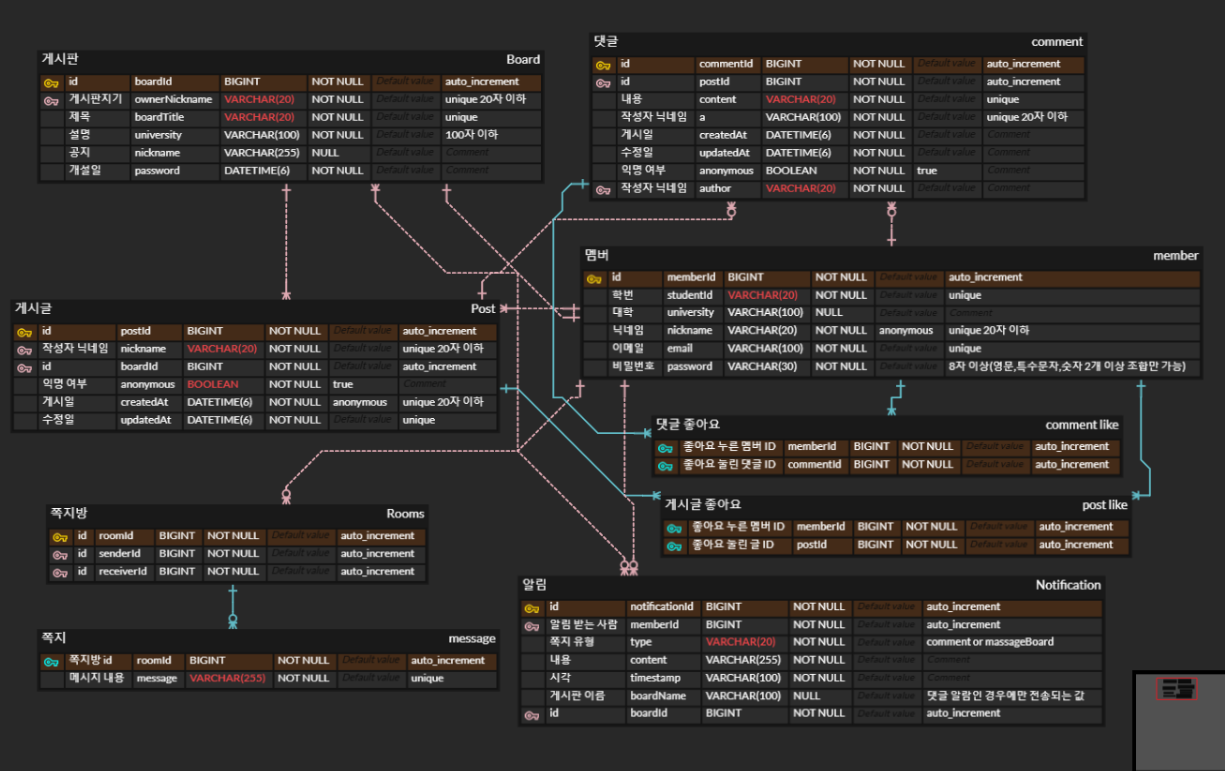 게시판 Board
id boardId BIGINT NOT NULL Default value auto_increment
게시판지기 ownerNickname VARCHAR(20) NOT NULL Default value unique 20자 이하
제목 boardTitle VARCHAR(20) NOT NULL Default value unique
설명 university VARCHAR(100) NOT NULL Default value 100자 이하
공지 nickname VARCHAR(255) NULL Default value Comment
개설일 password DATETIME(6) NOT NULL Default value Comment
댓글 comment
id commentId BIGINT NOT NULL Default value auto_increment
id postId BIGINT NOT NULL Default value auto_increment
내용 content VARCHAR(20) NOT NULL Default value unique
작성자 닉네임 a VARCHAR(100) NOT NULL Default value unique 20자 이하
게시일 createdAt DATETIME(6) NOT NULL Default value Comment
수정일 updatedAt DATETIME(6) NOT NULL Default value Comment
익명 여부 anonymous BOOLEAN NOT NULL true Comment
작성자 닉네임 author VARCHAR(20) NOT NULL Default value Comment
멤버 member
id memberId BIGINT NOT NULL Default value auto_increment
학번 studentId VARCHAR(20) NOT NULL Default value unique
대학 university VARCHAR(100) NULL Default value Comment
닉네임 nickname VARCHAR(20) NOT NULL anonymous unique 20자 이하
이메일 email VARCHAR(100) NOT NULL Default value unique
비밀번호 password VARCHAR(30) NOT NULL Default value 8자 이상(영문,특수문자,숫자 2개 이상 조합만 가능)
게시글 Post
id postId BIGINT NOT NULL Default value auto_increment
작성자 닉네임 nickname VARCHAR(20) NOT NULL Default value unique 20자 이하
id boardId BIGINT NOT NULL Default value auto_increment
익명 여부 anonymous BOOLEAN NOT NULL true Comment
게시일 createdAt DATETIME(6) NOT NULL anonymous unique 20자 이하
수정일 updatedAt DATETIME(6) NOT NULL Default value unique
댓글 좋아요 comment like
좋아요 누른 멤버 ID memberId BIGINT NOT NULL Default value auto_increment
좋아요 눌린 댓글 ID commentId BIGINT NOT NULL Default value auto_increment
게시글 좋아요 post like
좋아요 누른 멤버 ID memberId BIGINT NOT NULL Default value auto_increment
좋아요 눌린 글 ID postId BIGINT NOT NULL Default value auto_increment
쪽지방 Rooms
id roomId BIGINT NOT NULL Default value auto_increment
id senderId BIGINT NOT NULL Default value auto_increment
id receiverId BIGINT NOT NULL Default value auto_increment
쪽지 message
쪽지방 id roomId BIGINT NOT NULL Default value auto_increment
메시지 내용 message VARCHAR(255) NOT NULL Default value unique
알림 Notification
id notificationId BIGINT NOT NULL Default value auto_increment
알림 받는 사람 memberId BIGINT NOT NULL Default value auto_increment
쪽지 유형 type VARCHAR(20) NOT NULL Default value comment or massageBoard
내용 content VARCHAR(255) NOT NULL Default value Comment
시각 timestamp VARCHAR(100) NOT NULL Default value Comment
게시판 이름 boardName VARCHAR(100) NULL Default value 댓글 알람인 경우에만 전송되는 값
id boardId BIGINT NOT NULL Default value auto_increment